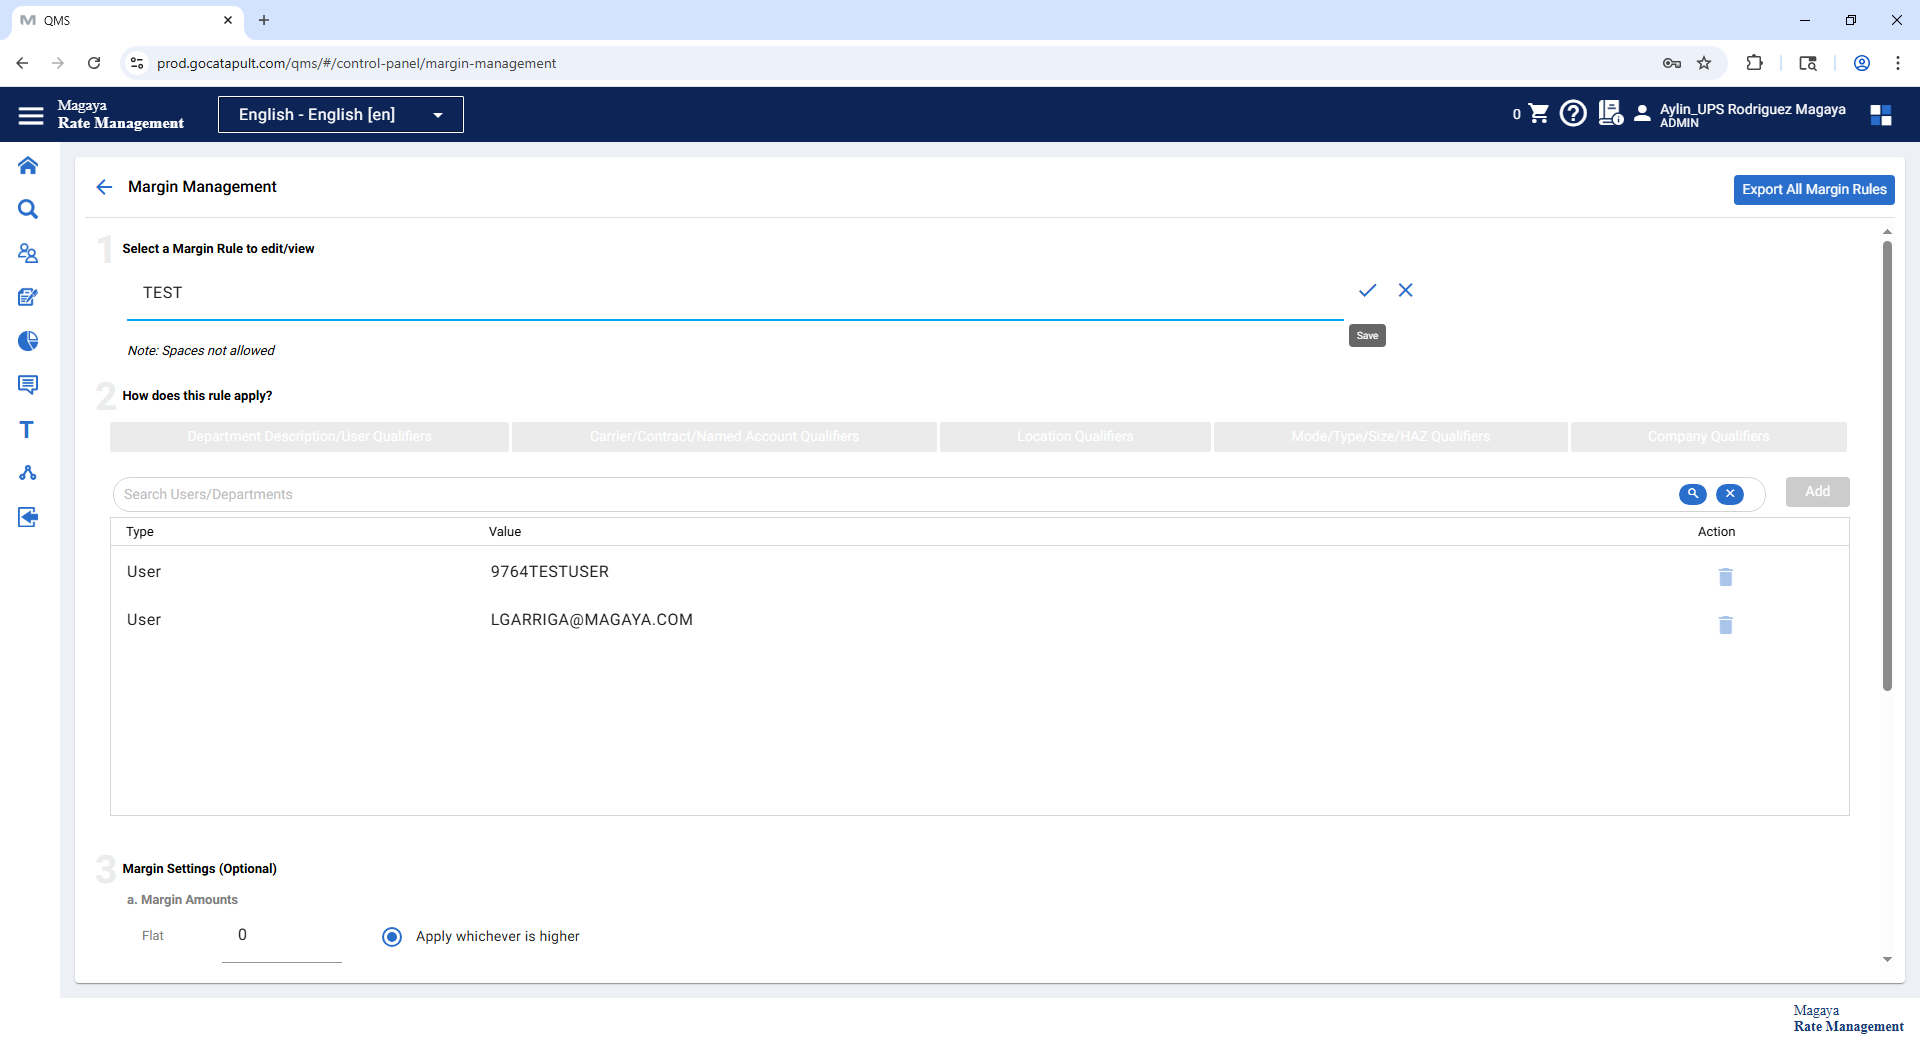 QMS
prod.gocatapult.com/qms/#/control-panel/margin-management
Magaya
Rate Management
English - English [en]
0
Aylin_UPS Rodriguez Magaya
ADMIN
Margin Management
Export All Margin Rules
1
Select a Margin Rule to edit/view
TEST
Save
Note: Spaces not allowed
2
How does this rule apply?
Department Description/User Qualifiers
Carrier/Contract/Named Account Qualifiers
Location Qualifiers
Mode/Type/Size/HAZ Qualifiers
Company Qualifiers
Search Users/Departments
Add
Type
Value
Action
User
9764TESTUSER
User
LGARRIGA@MAGAYA.COM
3
Margin Settings (Optional)
a. Margin Amounts
Flat
0
Apply whichever is higher
Magaya
Rate Management